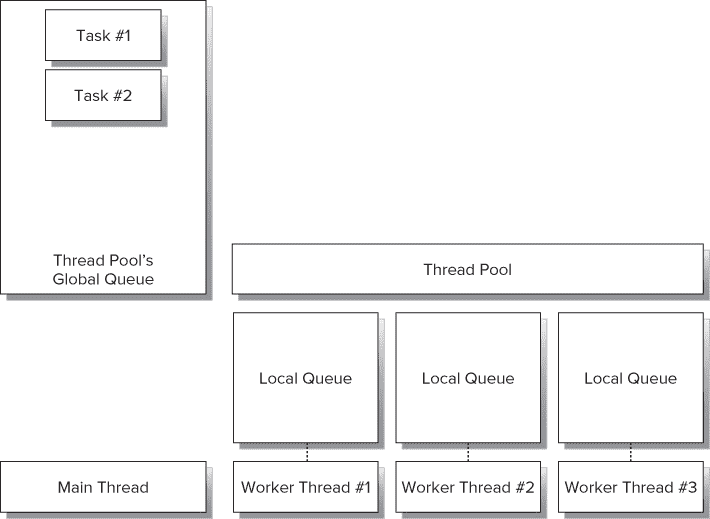 Task #1
Task #2
Thread Pool's
Global Queue
Thread Pool
Local Queue
Local Queue
Local Queue
Main Thread
Worker Thread #1
Worker Thread #2
Worker Thread #3